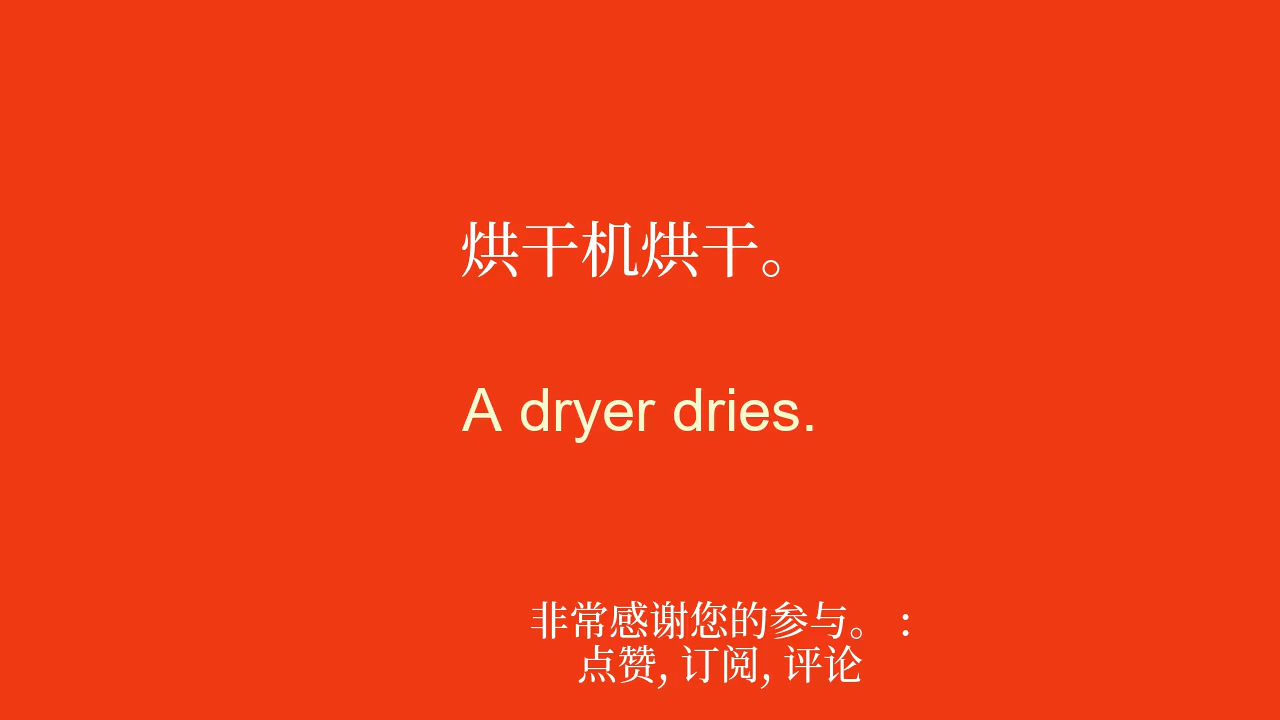 烘干机烘干。
A dryer dries.
非常感谢您的参与。 :
点赞, 订阅, 评论